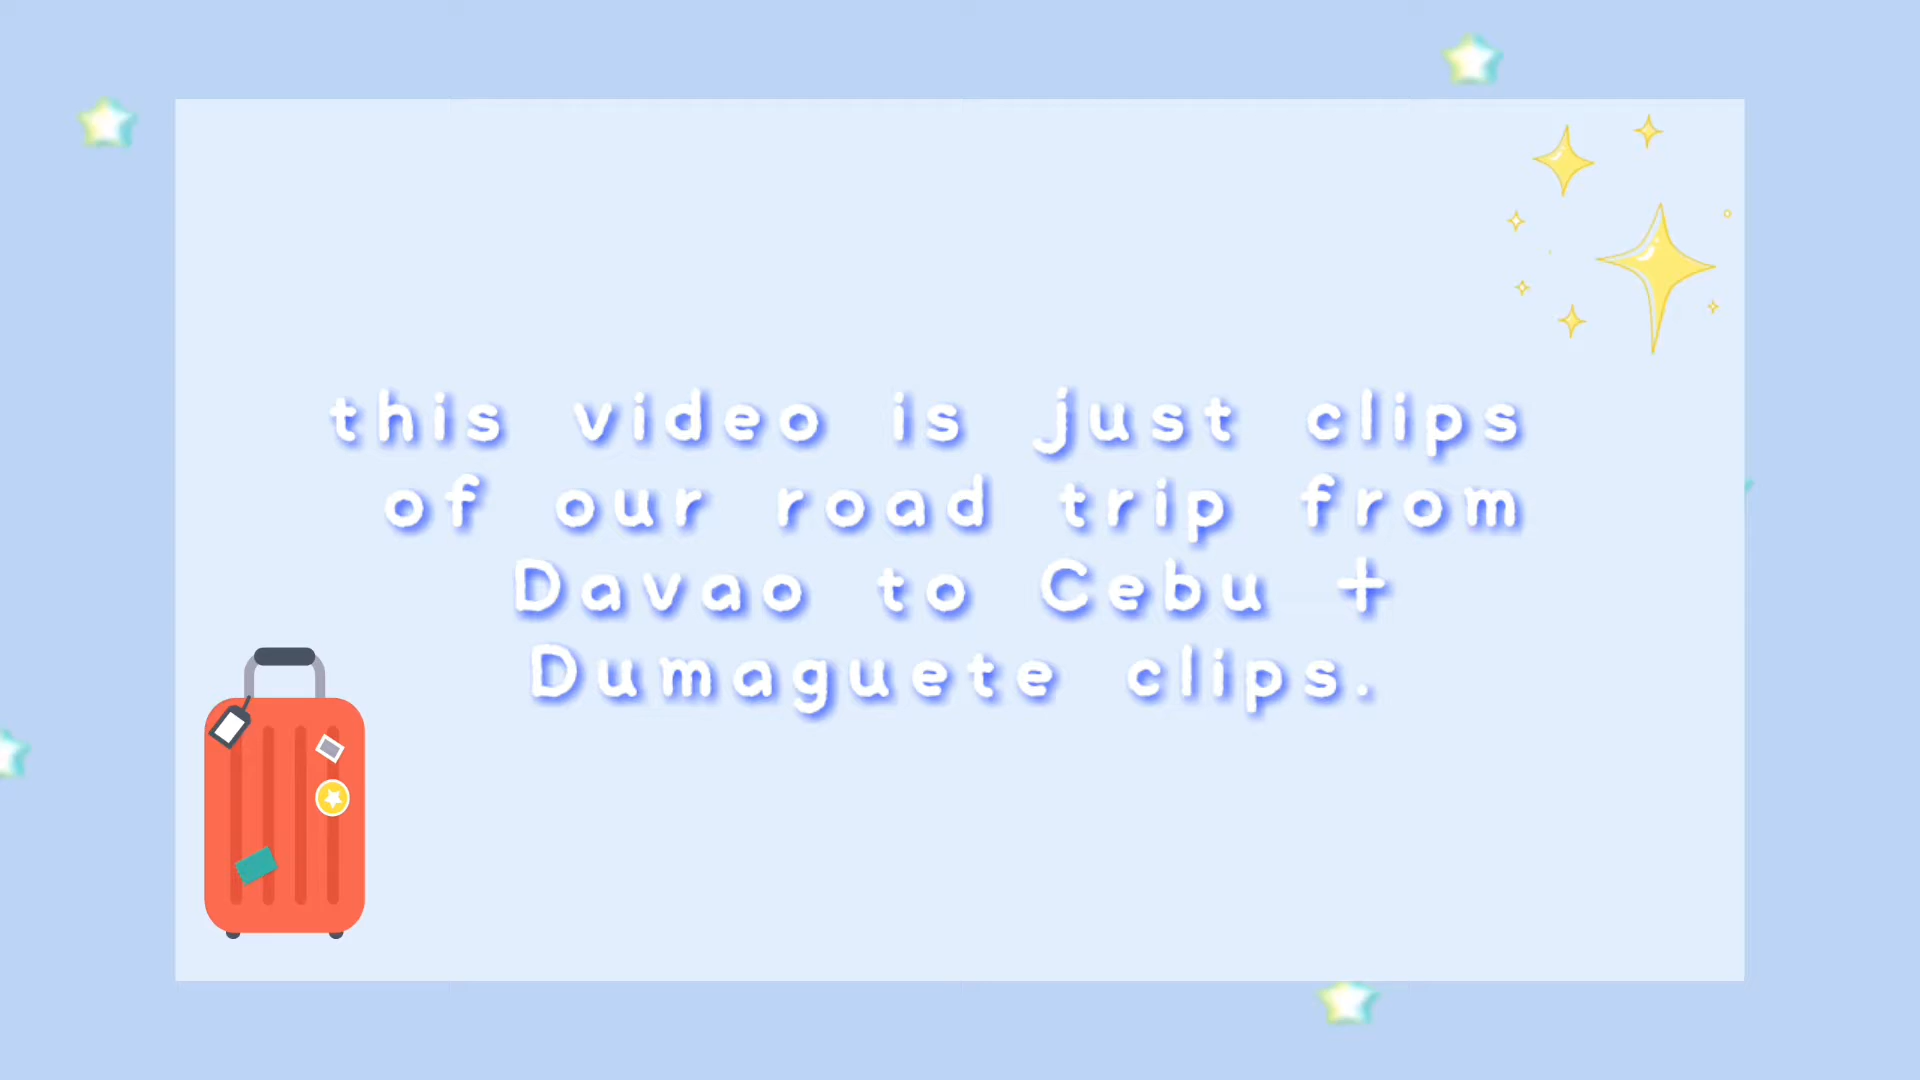 this video is just clips
of our road trip from
Davao to Cebu +
Dumaguete clips.